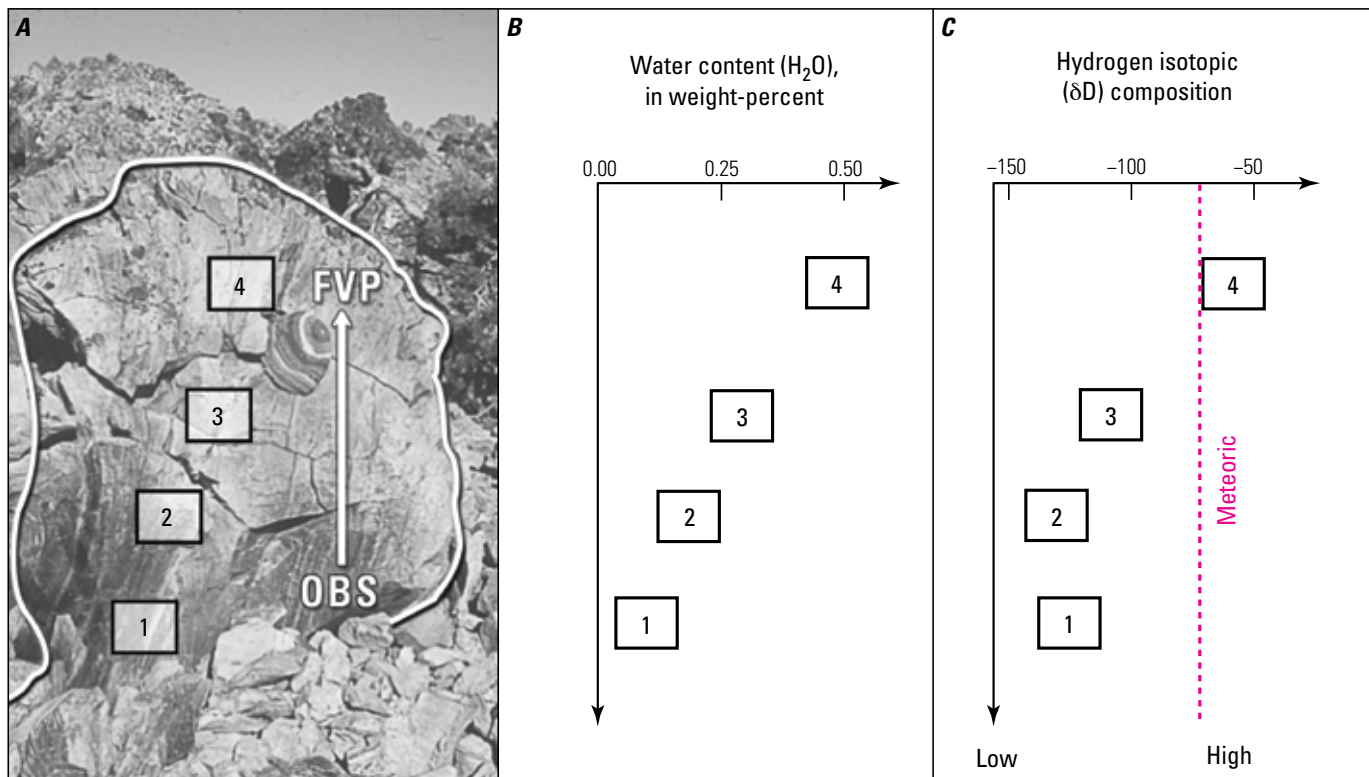 A
4
FVP
3
2
OBS
1
B
Water content (H₂O),
in weight-percent
0.00 0.25 0.50
4
3
2
1
C
Hydrogen isotopic
(δD) composition
−150 −100 −50
4
3
Meteoric
2
1
Low High